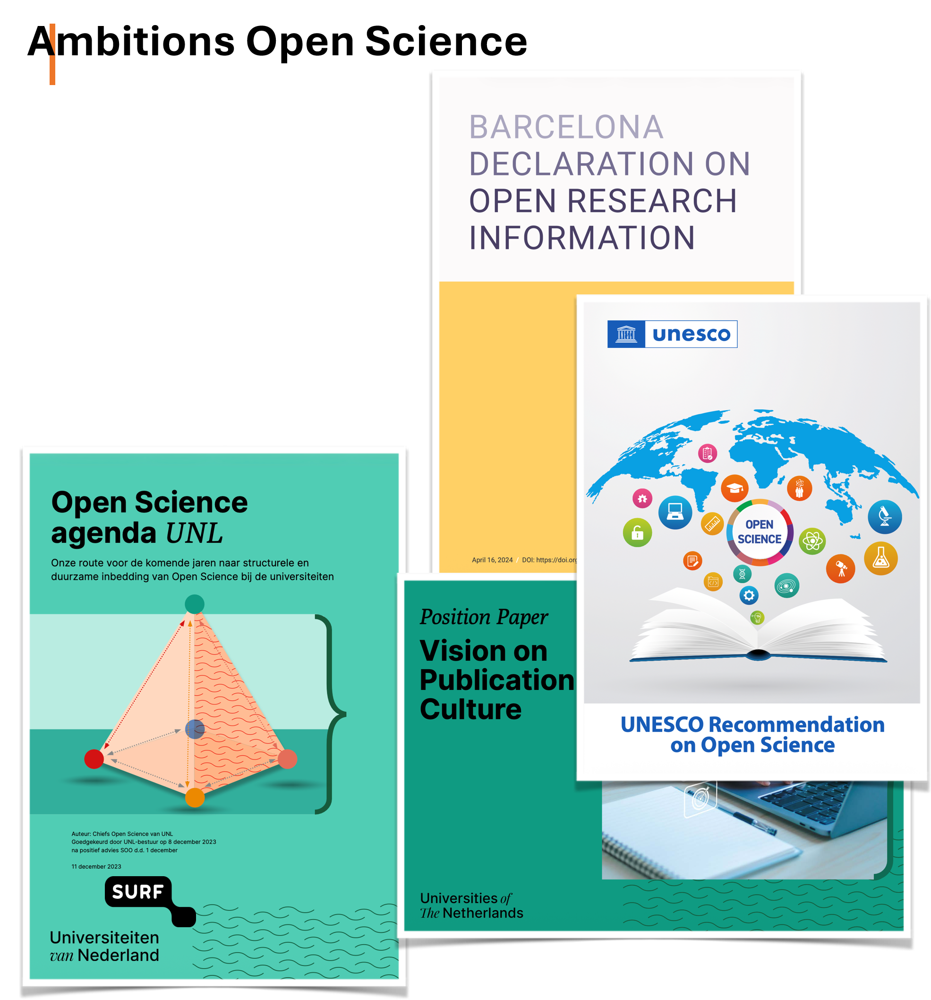 Ambitions Open Science
BARCELONA
DECLARATION ON
OPEN RESEARCH
INFORMATION
April 16, 2024 / DOI: https://doi.org
unesco
OPEN
SCIENCE
UNESCO Recommendation
on Open Science
Open Science
agenda UNL
Onze route voor de komende jaren naar structurele en
duurzame inbedding van Open Science bij de universiteiten
Auteur: Chiefs Open Science van UNL
Goedgekeurd door UNL-bestuur op 8 december 2023
na positief advies SOO d.d. 1 december
11 december 2023
SURF
Universiteiten
van Nederland
Position Paper
Vision on
Publication
Culture
Universities of
The Netherlands